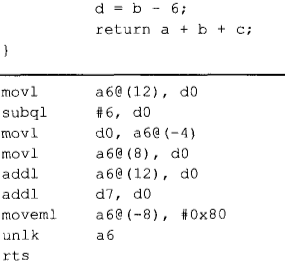 d = b - 6;
return a + b + c;
}
movl a6@(12), d0
subql #6, d0
movl d0, a6@(-4)
movl a6@(8), d0
addl a6@(12), d0
addl d7, d0
moveml a6@(-8), #0x80
unlk a6
rts